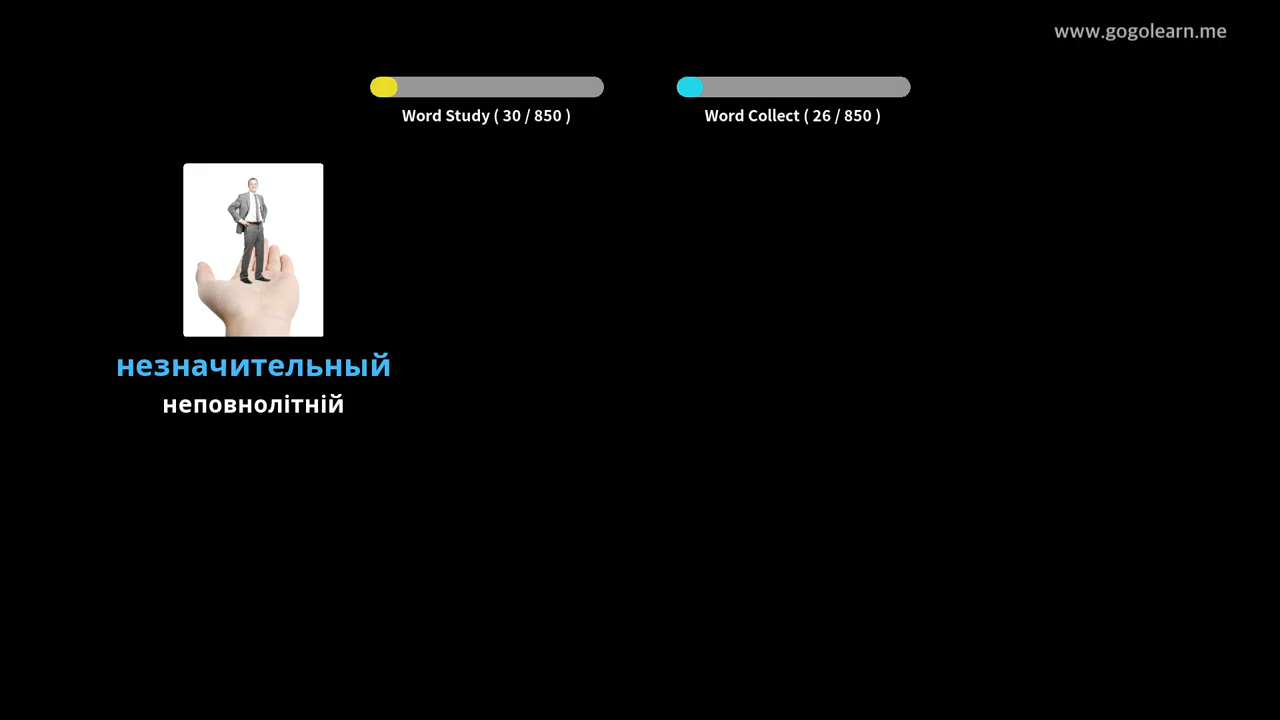 www.gogolearn.me
Word Study ( 30 / 850 )
Word Collect ( 26 / 850 )
незначительный
неповнолітній